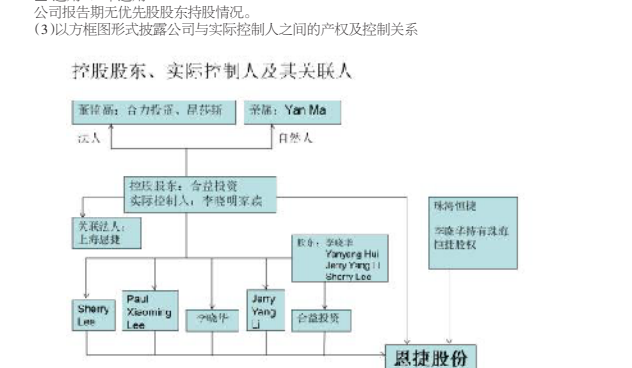 公司报告期无优先股股东持股情况。
(3)以方框图形式披露公司与实际控制人之间的产权及控制关系
控股股东、实际控制人及其关联人
董监高：合力投资、昆莎斯
亲属：Yan Ma
法人
自然人
控股股东：合益投资
实际控制人：李晓明家族
珠海恒捷
李晓华持有珠海
恒捷股权
关联法人：
上海恩捷
股东：李晓华
Yanyang Hui
Jerry Yang Li
Sherry Lee
Sherry
Lee
Paul
Xiaoming
Lee
李晓华
Jerry
Yang
Li
合益投资
恩捷股份